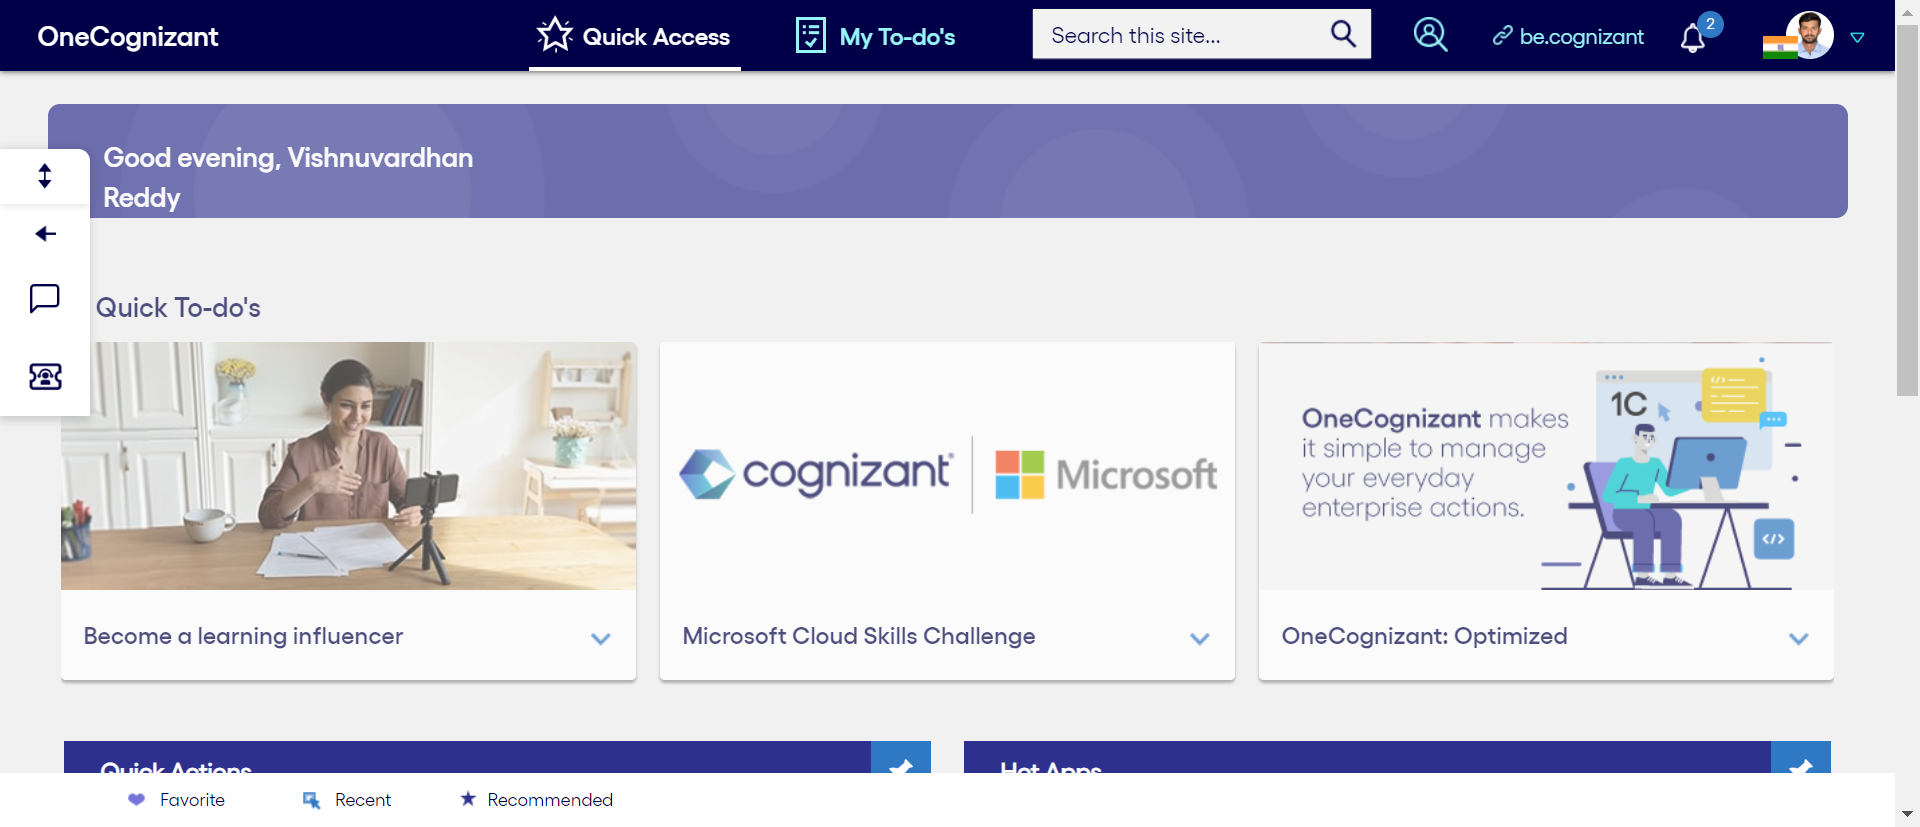 OneCognizant
Quick Access
My To-do's
Search this site...
be.cognizant
2
Good evening, Vishnuvardhan
Reddy
Quick To-do's
cognizant
Microsoft
OneCognizant makes
it simple to manage
your everyday
enterprise actions.
1C
</>
</>
Become a learning influencer
Microsoft Cloud Skills Challenge
OneCognizant: Optimized
Quick Actions
Hot Apps
Favorite
Recent
Recommended